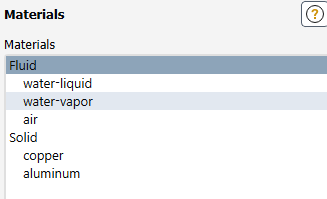 Materials
?
Materials
Fluid
water-liquid
water-vapor
air
Solid
copper
aluminum